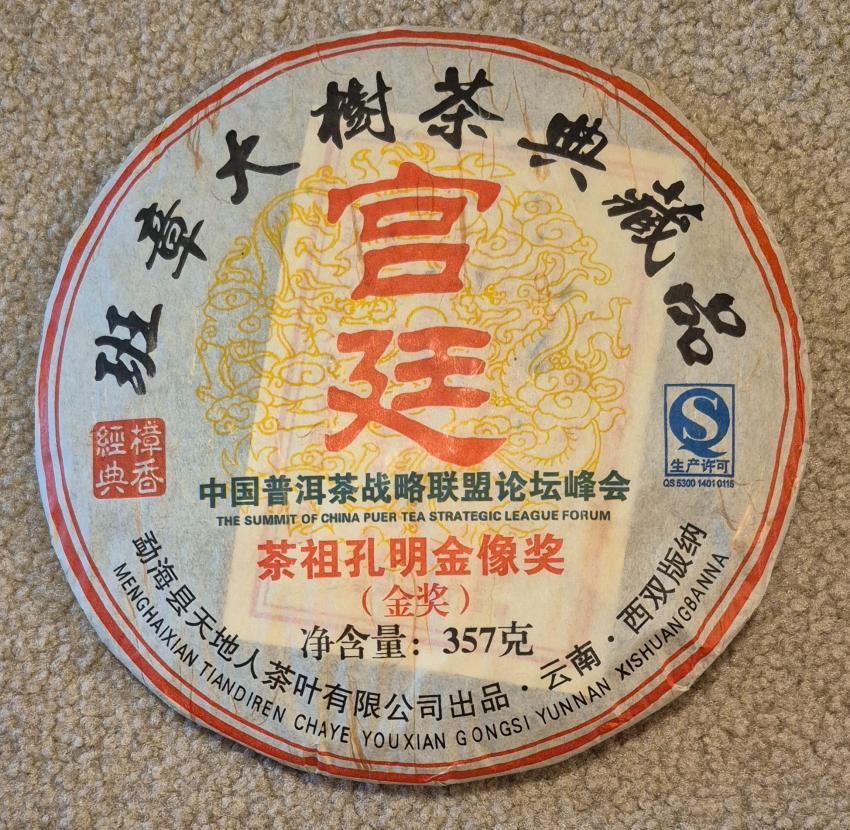 班章大樹茶典藏品
宫廷
樟香
經典
S
生产许可
QS 5300 1401 0115
中国普洱茶战略联盟论坛峰会
THE SUMMIT OF CHINA PUER TEA STRATEGIC LEAGUE FORUM
茶祖孔明金像奖
（金奖）
净含量：357克
勐海县天地人茶叶有限公司出品·云南·西双版纳
MENGHAIXIAN TIANDIREN CHAYE YOUXIAN GONGSI YUNNAN XISHUANGBANNA